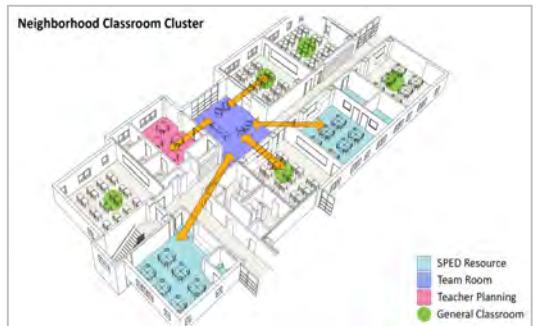 Neighborhood Classroom Cluster
SPED Resource
Team Room
Teacher Planning
General Classroom